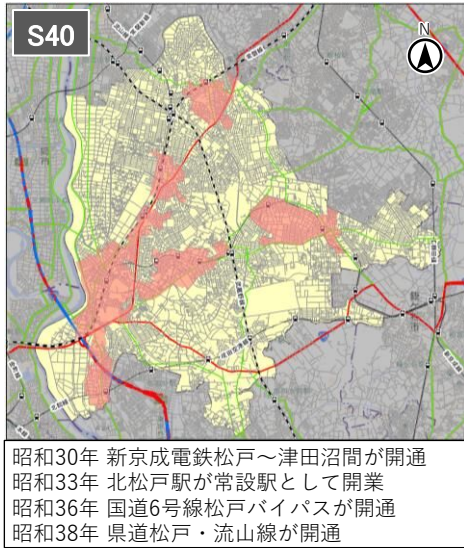 S40
N
昭和30年 新京成電鉄松戸～津田沼間が開通
昭和33年 北松戸駅が常設駅として開業
昭和36年 国道6号線松戸バイパスが開通
昭和38年 県道松戸・流山線が開通